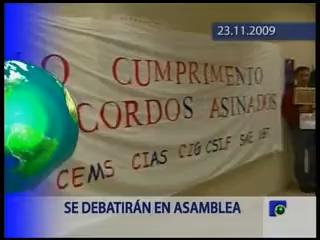 23.11.2009
O CUMPRIMENTO
CORDOS ASINADOS
CEMS CIAS CIG CSIF SAE UGT
SE DEBATIRÁN EN ASAMBLEA